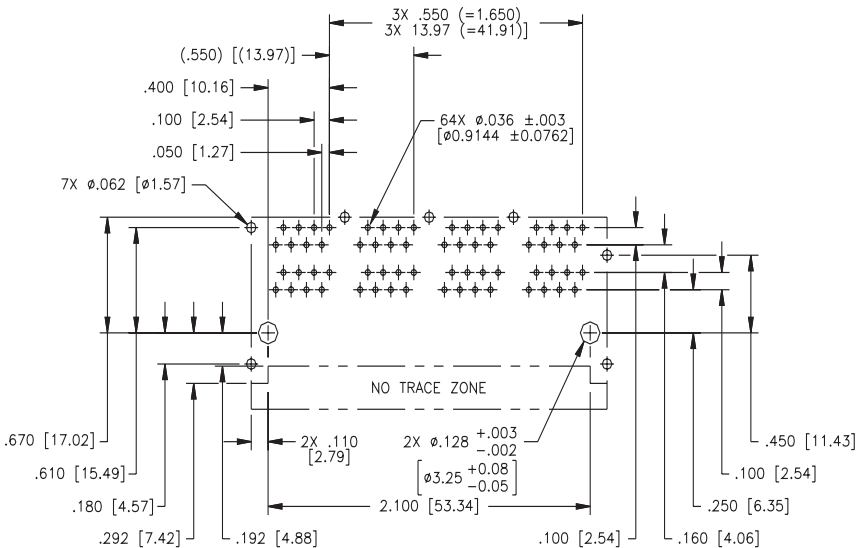 3X .550 (=1.650)
3X 13.97 (=41.91)]
(.550) [(13.97)]
.400 [10.16]
.100 [2.54]
64X ø.036 ±.003
[ø0.9144 ±0.0762]
.050 [1.27]
7X ø.062 [ø1.57]
NO TRACE ZONE
.670 [17.02]
2X .110
[2.79]
2X ø.128 +.003
-.002
[ø3.25 +0.08
-0.05]
.450 [11.43]
.610 [15.49]
.100 [2.54]
.180 [4.57]
2.100 [53.34]
.250 [6.35]
.292 [7.42]
.192 [4.88]
.100 [2.54]
.160 [4.06]